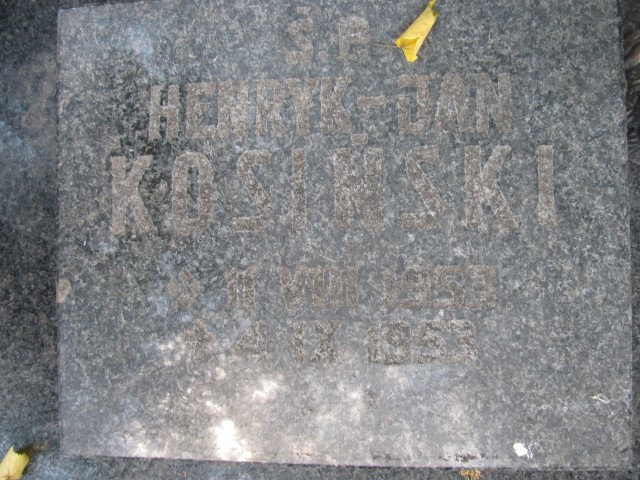 Ś.P.
HENRYK-JAN
KOSIŃSKI
* 11 VIII 1953
+ 4 IX 1953